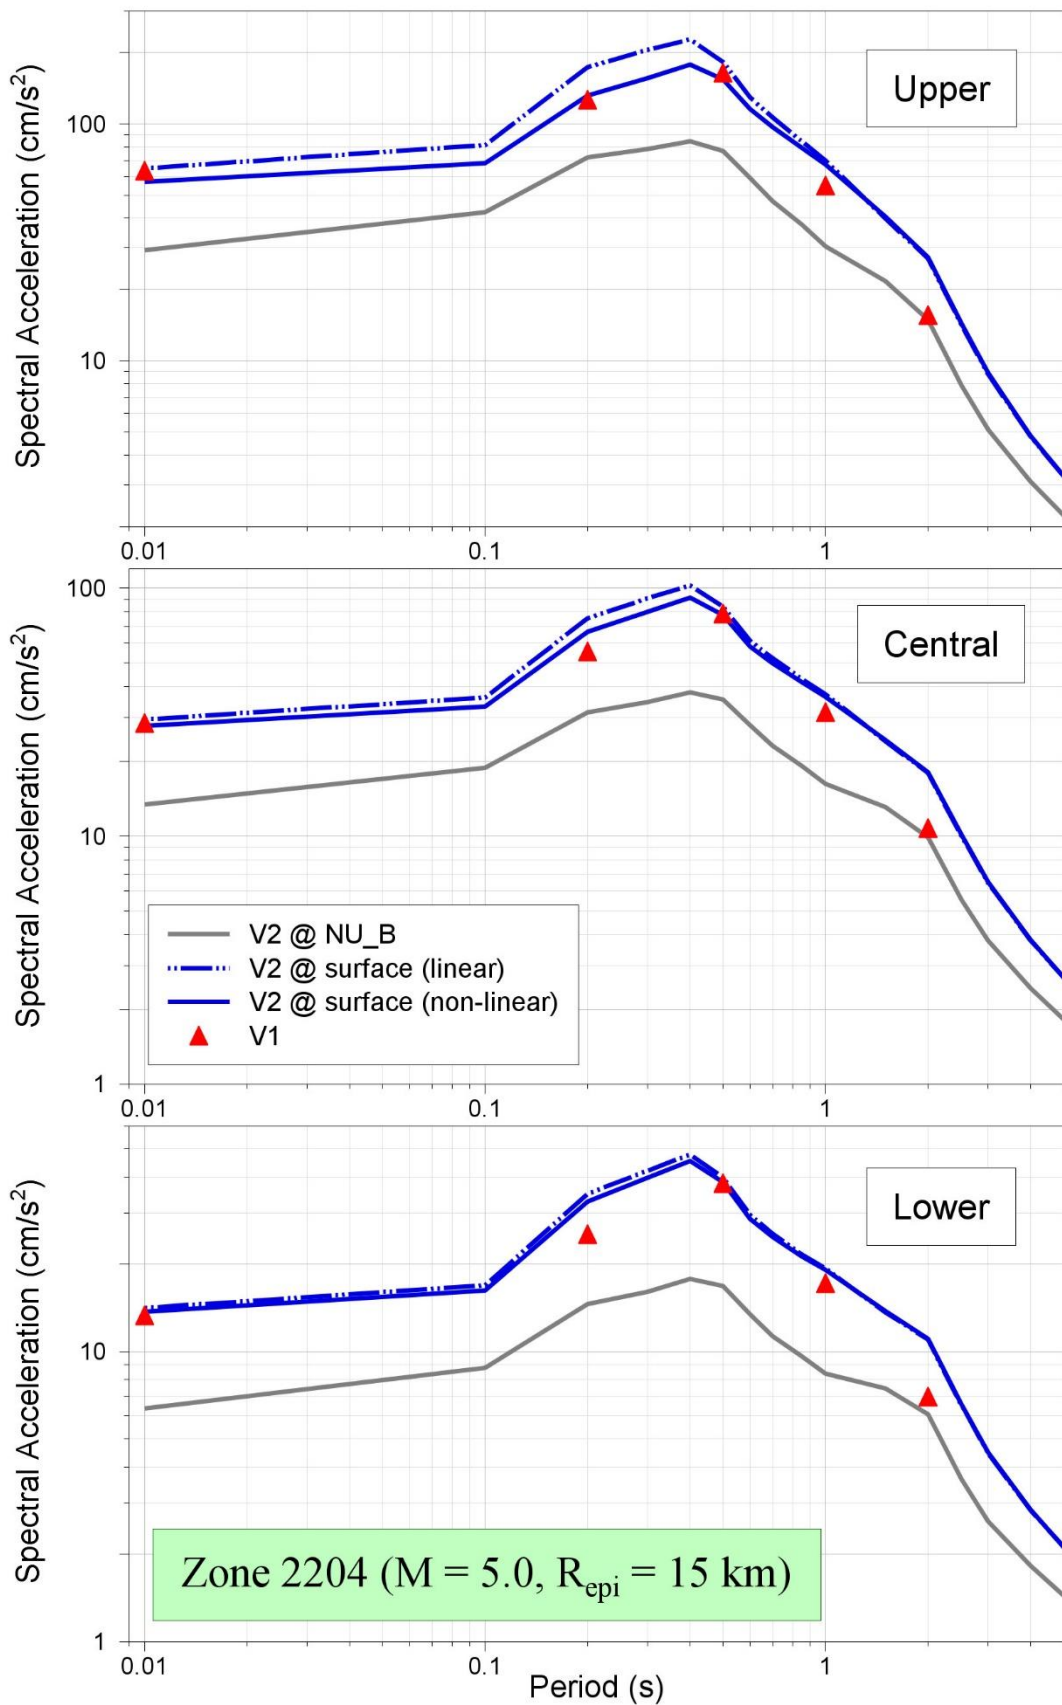 Spectral Acceleration (cm/s²)
Upper
100
10
0.01
0.1
1
Spectral Acceleration (cm/s²)
Central
100
10
1
V2 @ NU_B
V2 @ surface (linear)
V2 @ surface (non-linear)
V1
0.01
0.1
1
Spectral Acceleration (cm/s²)
Lower
10
1
Zone 2204 (M = 5.0, Repi = 15 km)
0.01
0.1
1
Period (s)